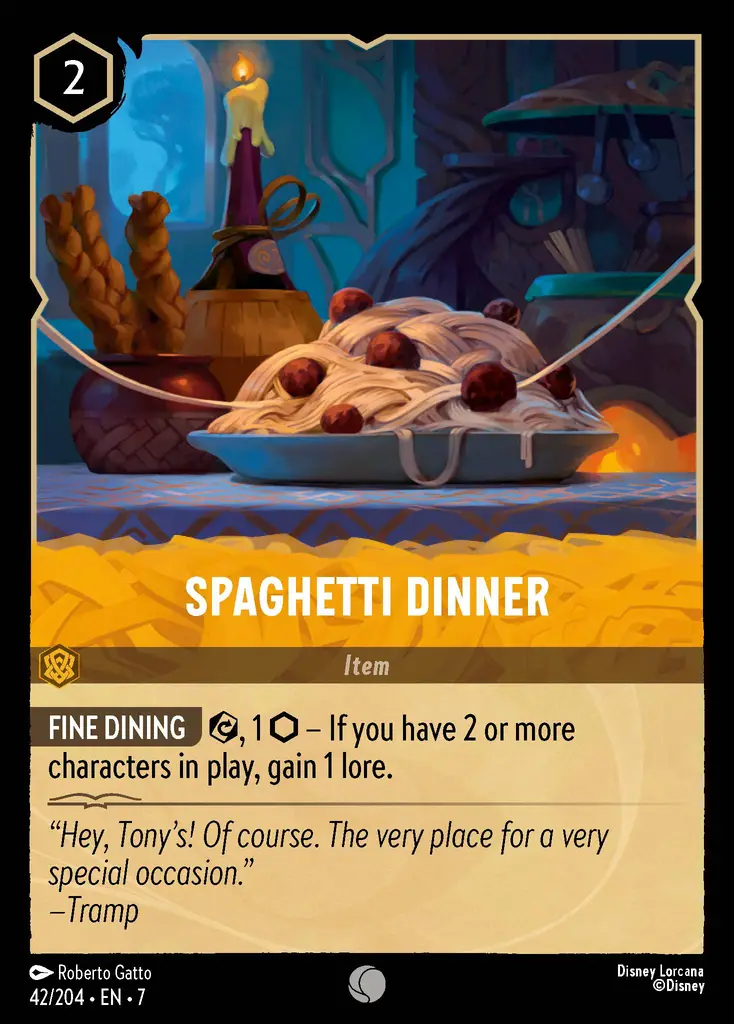 2
SPAGHETTI DINNER
Item
FINE DINING , 1 – If you have 2 or more
characters in play, gain 1 lore.
“Hey, Tony’s! Of course. The very place for a very
special occasion.”
–Tramp
Roberto Gatto
Disney Lorcana
42/204 • EN • 7
©Disney